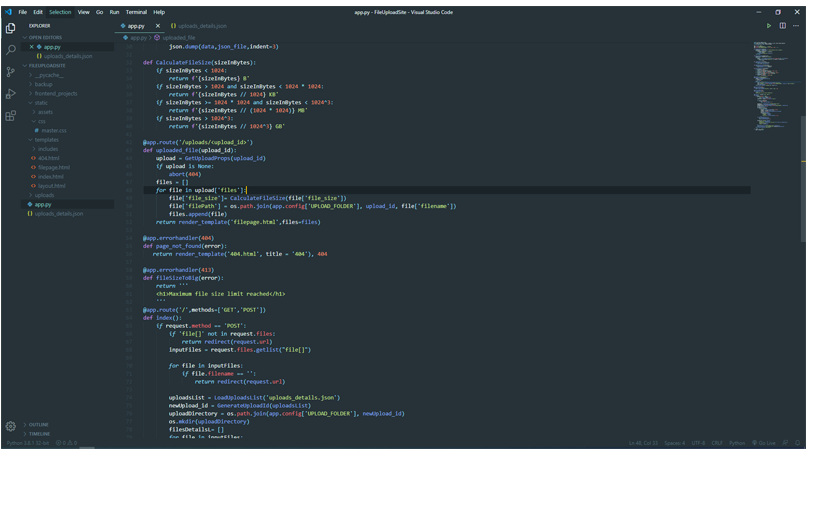 File Edit Selection View Go Run Terminal Help
app.py - FileUploadSite - Visual Studio Code
EXPLORER
OPEN EDITORS
app.py
uploads_details.json
FILEUPLOADSITE
__pycache__
backup
frontend_projects
static
assets
css
master.css
templates
includes
404.html
filepage.html
index.html
layout.html
uploads
app.py
uploads_details.json
OUTLINE
TIMELINE
app.py uploads_details.json
app.py uploaded_file
json.dump(data,json_file,indent=3)
def CalculateFileSize(sizeInBytes):
if sizeInBytes < 1024:
return f'{sizeInBytes} B'
if sizeInBytes > 1024 and sizeInBytes < 1024 * 1024:
return f'{sizeInBytes // 1024} KB'
if sizeInBytes >= 1024 * 1024 and sizeInBytes < 1024^3:
return f'{sizeInBytes // (1024 * 1024)} MB'
if sizeInBytes > 1024^3:
return f'{sizeInBytes // 1024^3} GB'
@app.route('/uploads/<upload_id>')
def uploaded_file(upload_id):
upload = GetUploadProps(upload_id)
if upload is None:
abort(404)
files = []
for file in upload['files']:
file['file_size']= CalculateFileSize(file['file_size'])
file['filePath'] = os.path.join(app.config['UPLOAD_FOLDER'], upload_id, file['filename'])
files.append(file)
return render_template('filepage.html',files=files)
@app.errorhandler(404)
def page_not_found(error):
return render_template('404.html', title = '404'), 404
@app.errorhandler(413)
def fileSizeToBig(error):
return '''
<h1>Maximum file size limit reached</h1>
'''
@app.route('/',methods=['GET','POST'])
def index():
if request.method == 'POST':
if 'file[]' not in request.files:
return redirect(request.url)
inputFiles = request.files.getlist("file[]")
for file in inputFiles:
if file.filename == '':
return redirect(request.url)
uploadsList = LoadUploadsList('uploads_details.json')
newUpload_id = GenerateUploadId(uploadsList)
uploadDirectory = os.path.join(app.config['UPLOAD_FOLDER'], newUpload_id)
os.mkdir(uploadDirectory)
filesDetailsL= []
for file in inputFiles:
Python 3.8.1 32-bit 0 0
Ln 48, Col 33 Spaces: 4 UTF-8 CRLF Python Go Live